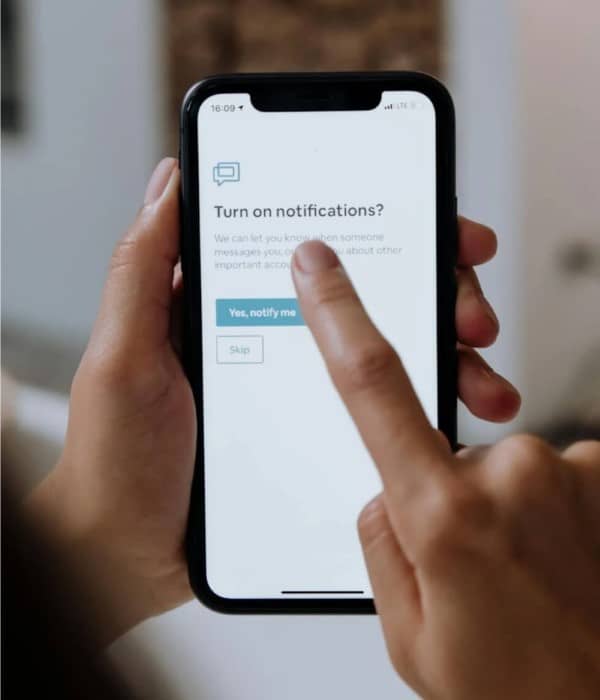 16:09
LTE
Turn on notifications?
We can let you know when someone
messages you, or about other
important
Yes, notify me
Skip